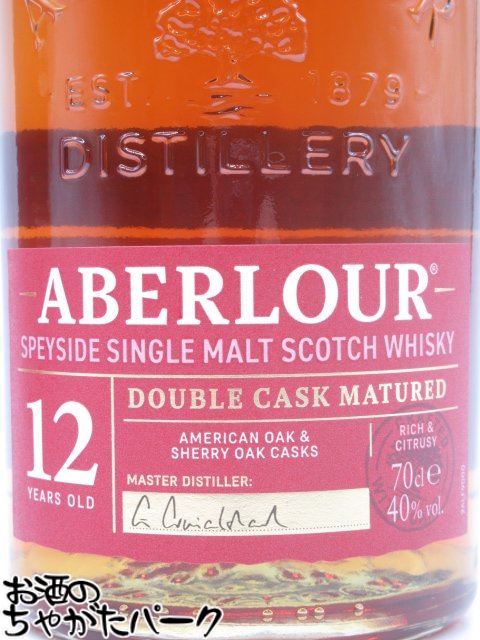 EST. 1879
DISTILLERY
ABERLOUR®
SPEYSIDE SINGLE MALT SCOTCH WHISKY
12
YEARS OLD
DOUBLE CASK MATURED
AMERICAN OAK &
SHERRY OAK CASKS
MASTER DISTILLER:
RICH &
CITRUSY
70cl e
40% vol.
お酒の
ちゃがたパーク